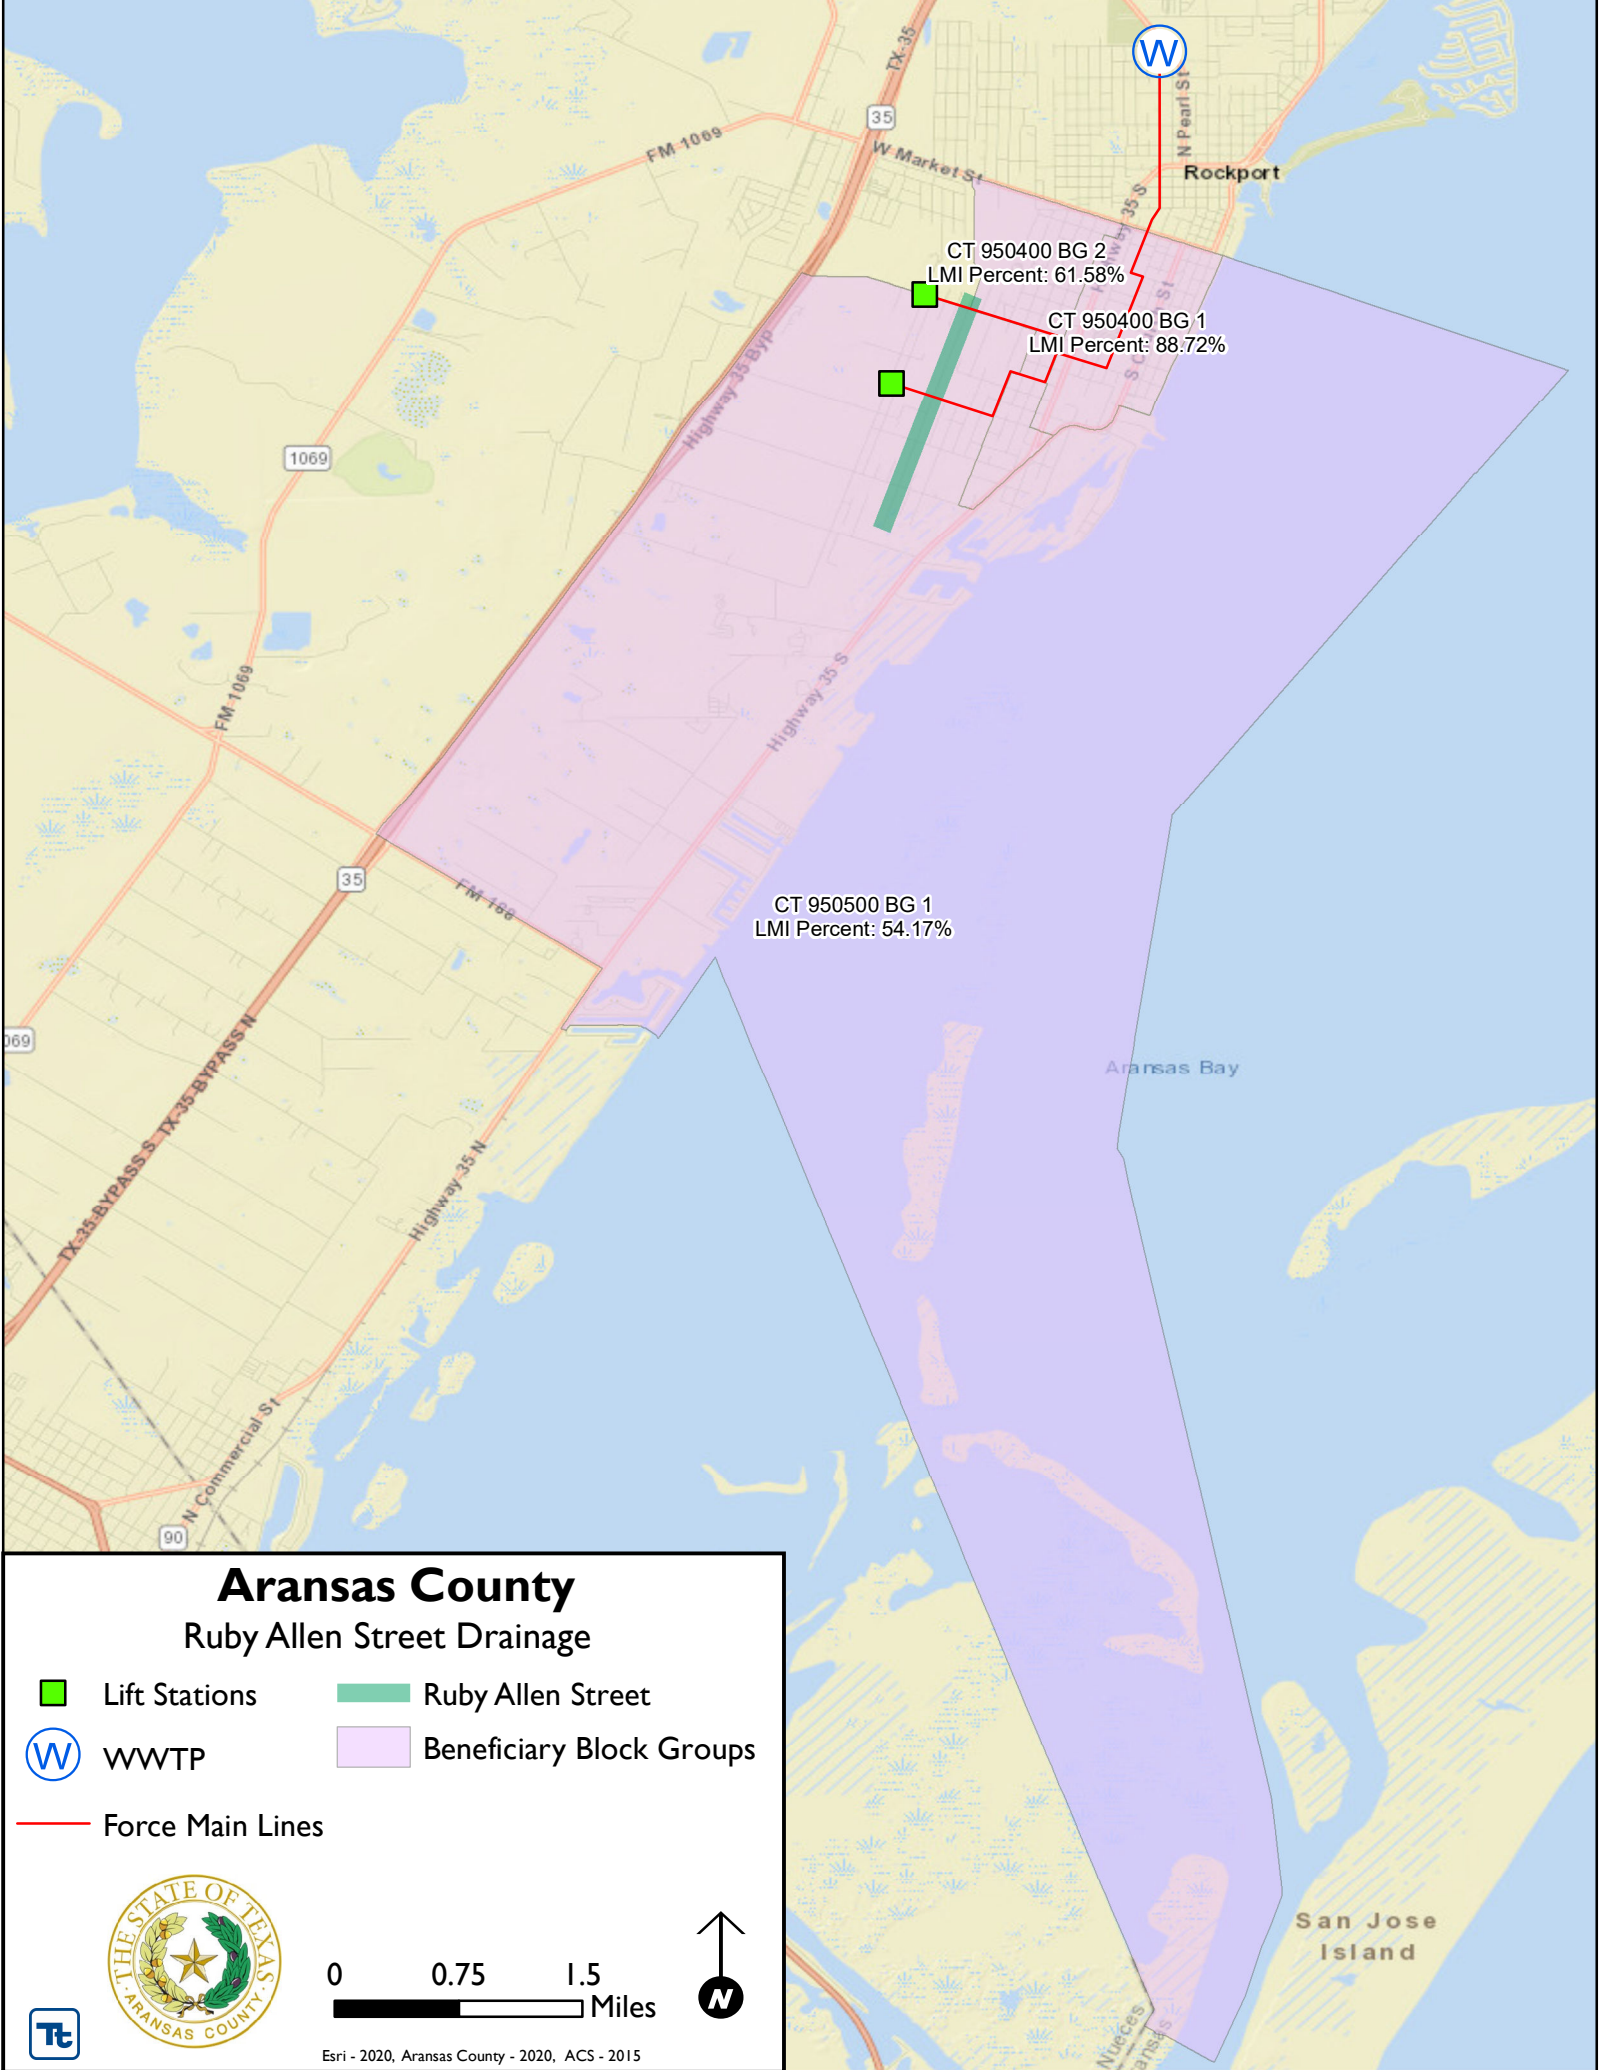 TX-35
W
N Pearl St
35
FM 1069
W Market St
Rockport
Highway 35 S
CT 950400 BG 2
LMI Percent: 61.58%
CT 950400 BG 1
LMI Percent: 88.72%
Highway 35 Byp
1069
FM 1069
Highway 35 S
35
FM 188
CT 950500 BG 1
LMI Percent: 54.17%
069
TX-35-BYPASS N
Aransas Bay
TX-35-BYPASS S
Highway 35 N
N Commercial St
90
Aransas County
Ruby Allen Street Drainage
Lift Stations
Ruby Allen Street
W
WWTP
Beneficiary Block Groups
Force Main Lines
THE STATE OF TEXAS
ARANSAS COUNTY
San Jose
Island
0 0.75 1.5
Miles
N
Tt
Nueces
Esri - 2020, Aransas County - 2020, ACS - 2015